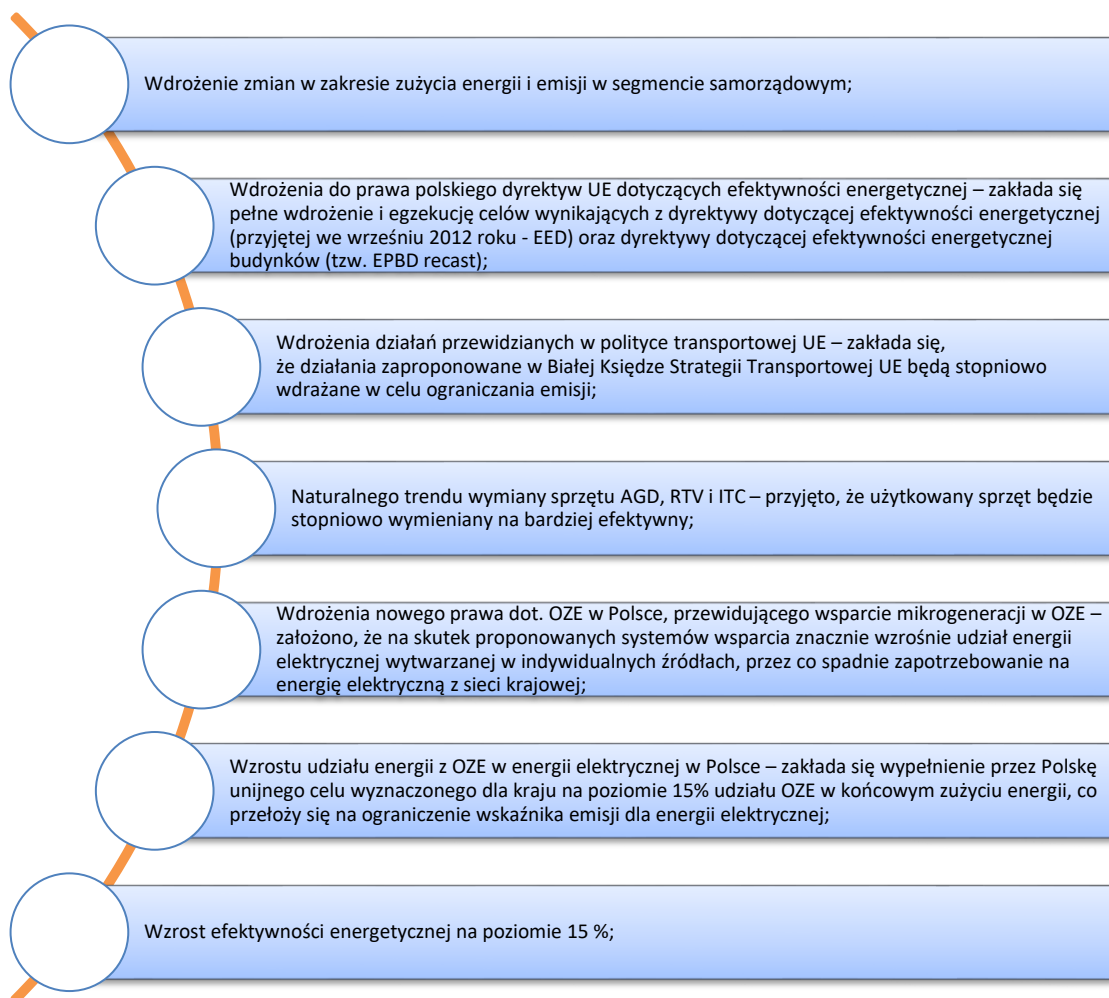 Wdrożenie zmian w zakresie zużycia energii i emisji w segmencie samorządowym;
Wdrożenia do prawa polskiego dyrektyw UE dotyczących efektywności energetycznej – zakłada się
pełne wdrożenie i egzekucję celów wynikających z dyrektywy dotyczącej efektywności energetycznej
(przyjętej we wrześniu 2012 roku - EED) oraz dyrektywy dotyczącej efektywności energetycznej
budynków (tzw. EPBD recast);
Wdrożenia działań przewidzianych w polityce transportowej UE – zakłada się,
że działania zaproponowane w Białej Księdze Strategii Transportowej UE będą stopniowo
wdrażane w celu ograniczania emisji;
Naturalnego trendu wymiany sprzętu AGD, RTV i ITC – przyjęto, że użytkowany sprzęt będzie
stopniowo wymieniany na bardziej efektywny;
Wdrożenia nowego prawa dot. OZE w Polsce, przewidującego wsparcie mikrogeneracji w OZE –
założono, że na skutek proponowanych systemów wsparcia znacznie wzrośnie udział energii
elektrycznej wytwarzanej w indywidualnych źródłach, przez co spadnie zapotrzebowanie na
energię elektryczną z sieci krajowej;
Wzrostu udziału energii z OZE w energii elektrycznej w Polsce – zakłada się wypełnienie przez Polskę
unijnego celu wyznaczonego dla kraju na poziomie 15% udziału OZE w końcowym zużyciu energii, co
przełoży się na ograniczenie wskaźnika emisji dla energii elektrycznej;
Wzrost efektywności energetycznej na poziomie 15 %;